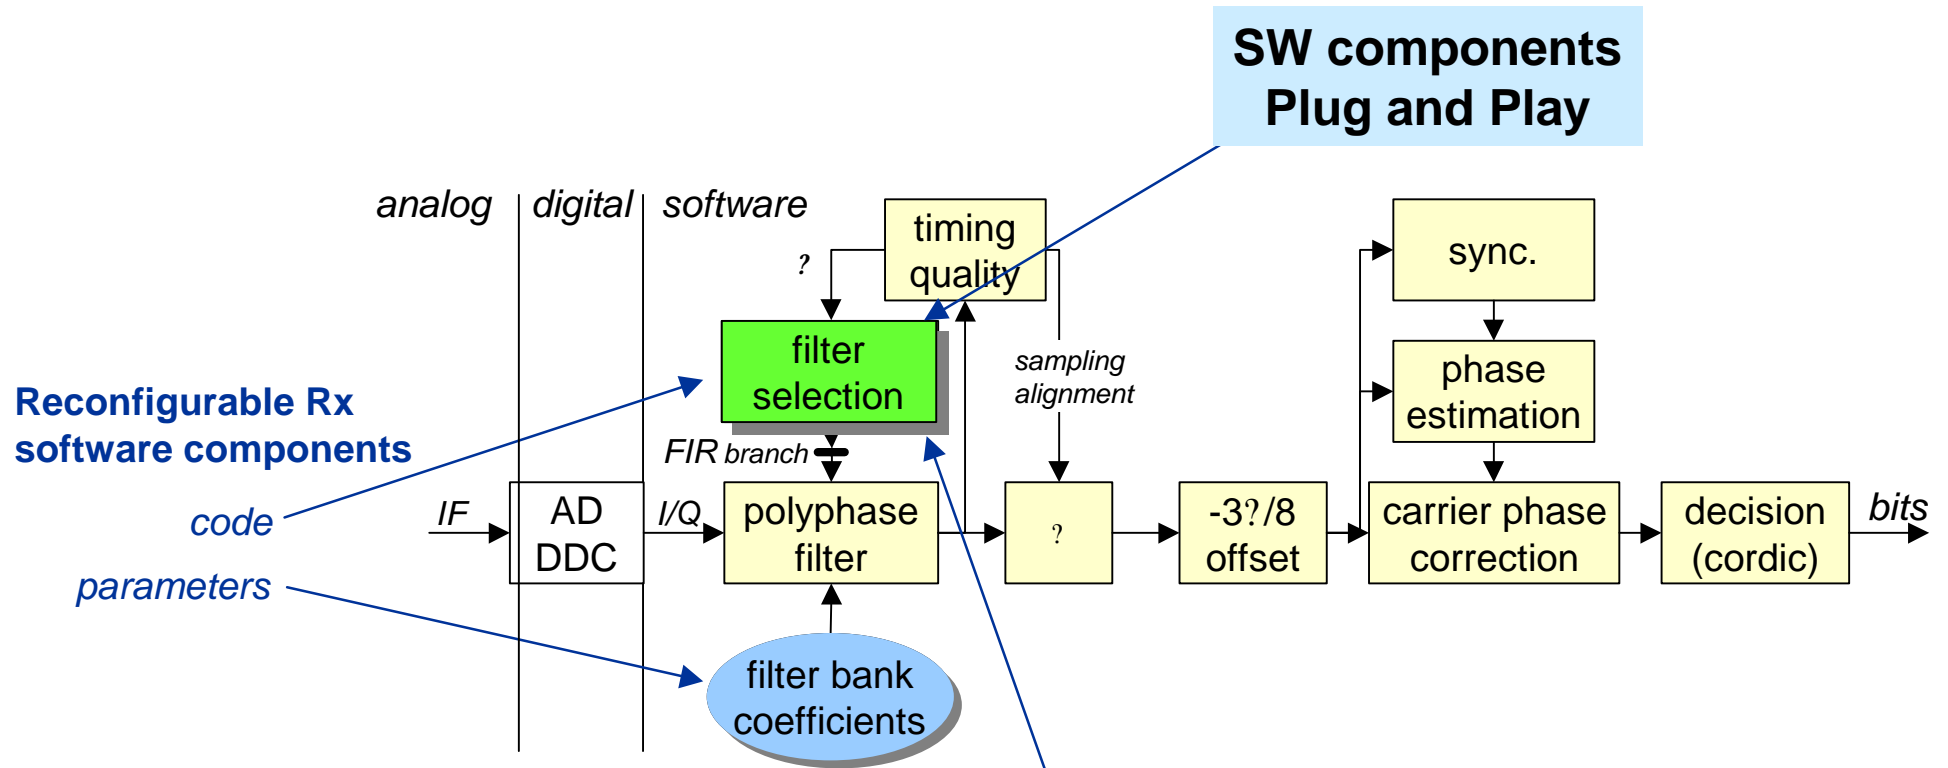 SW components
Plug and Play
analog
digital
software
timing
quality
?
sync.
filter
selection
sampling
alignment
phase
estimation
Reconfigurable Rx
software components
FIR branch
code
IF
AD
DDC
I/Q
polyphase
filter
?
-3?/8
offset
carrier phase
correction
decision
(cordic)
bits
parameters
filter bank
coefficients